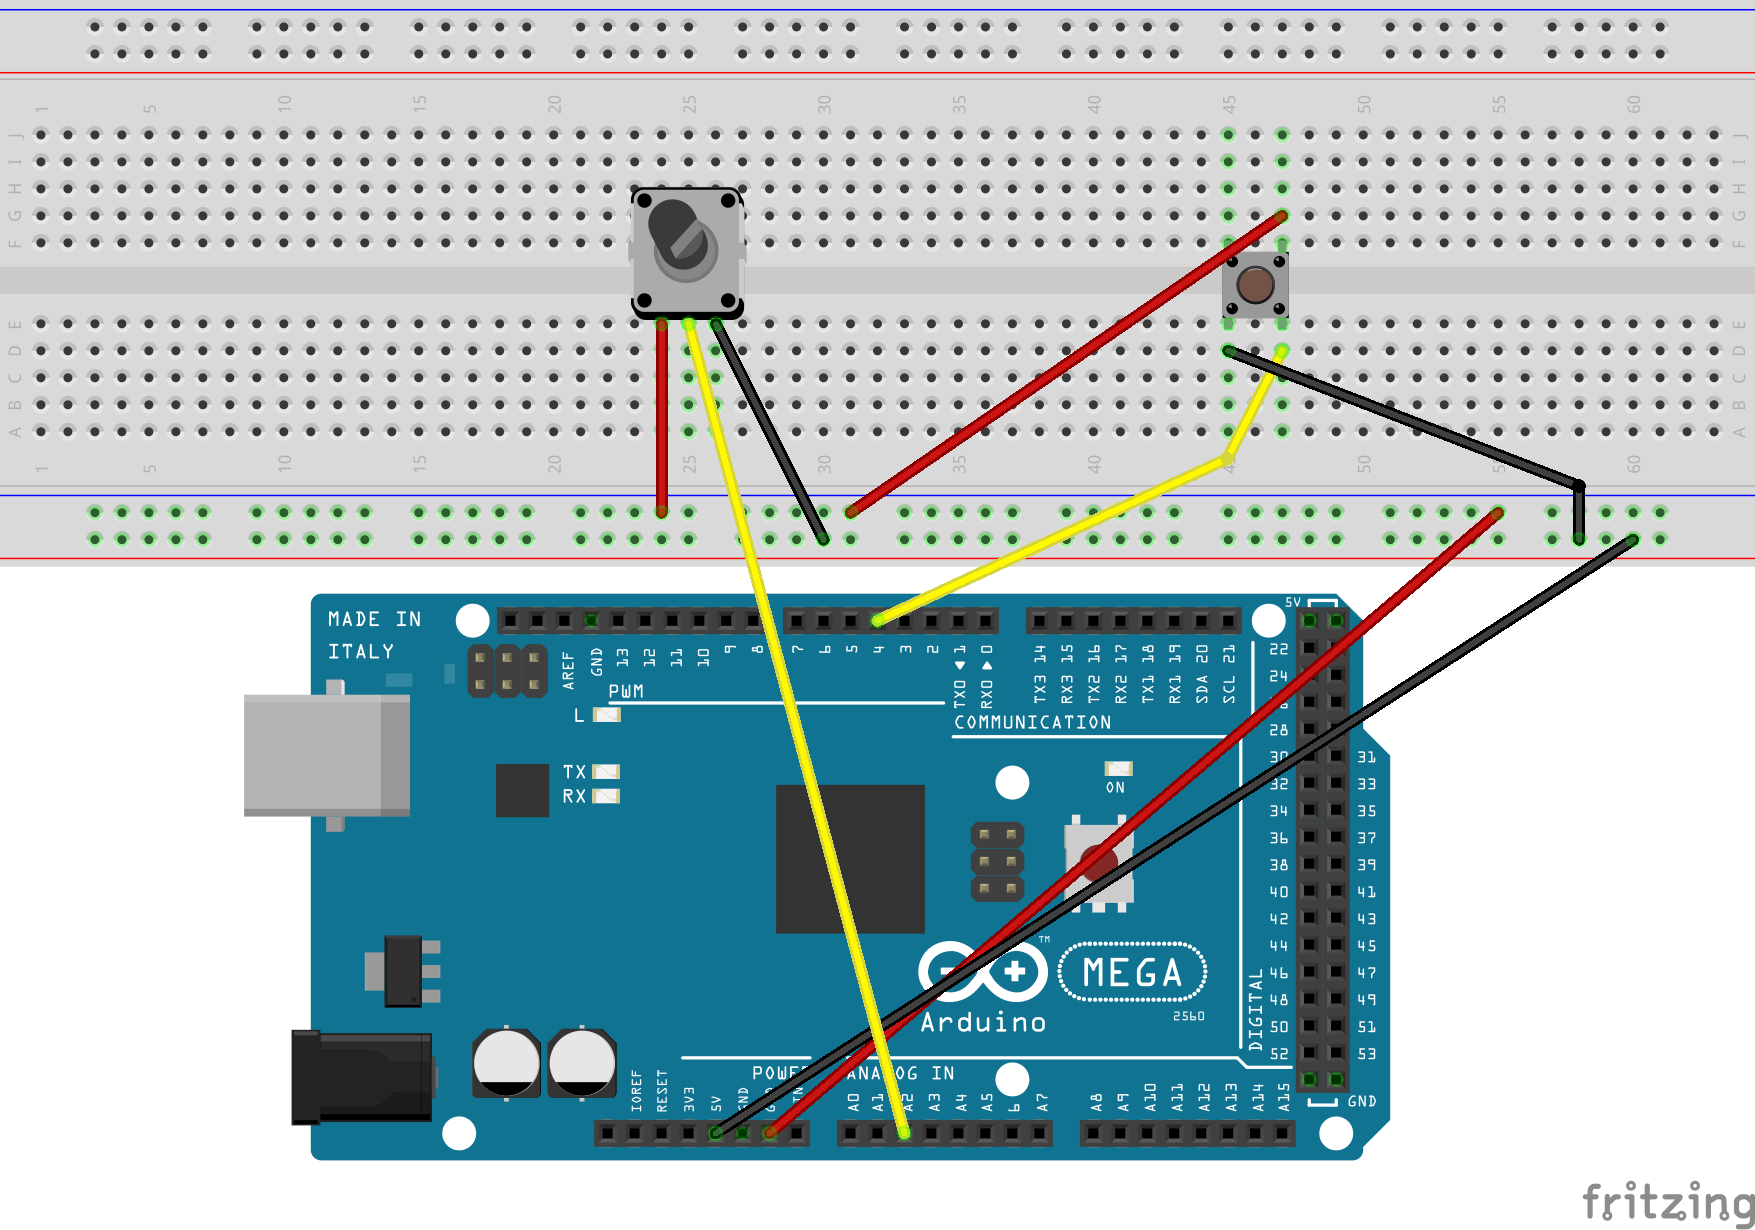 1 5 10 15 20 25 30 35 40 45 50 55 60
J J
I I
H H
G G
F F
E E
D D
C C
B B
A A
1 5 10 15 20 25 30 35 40 50 55 60
MADE IN
ITALY
AREF GND 13 12 11 10 9 8 7 6 5 4 3 2 TX0 1 RX0 0 TX3 14 RX3 15 TX2 16 RX2 17 TX1 18 RX1 19 SDA 20 SCL 21
5V
22
24
28
30 31
32 33
34 35
36 37
38 39
40 41
42 43
44 45
46 47
48 49
50 51
52 53
GND
DIGITAL
PWM
L
COMMUNICATION
TX
RX
ON
TM
MEGA
2560
Arduino
POWER ANALOG IN
IOREF RESET 3V3 5V GND A0 A1 A2 A3 A4 A5 6 A7 A8 A9 A10 A11 A12 A13 A14 A15
fritzing